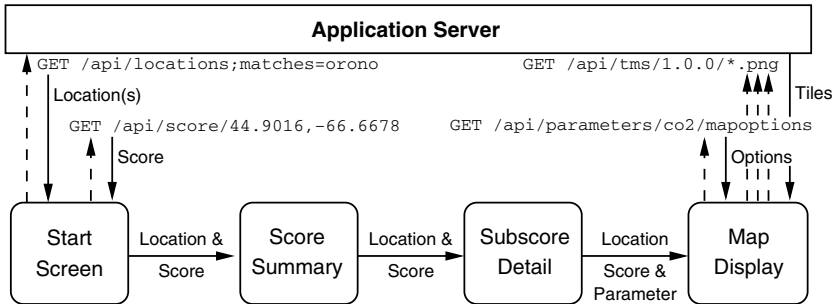 Application Server
GET /api/locations;matches=orono
GET /api/tms/1.0.0/*.png
Location(s)
Tiles
GET /api/score/44.9016,-66.6678
GET /api/parameters/co2/mapoptions
Score
Options
Start
Screen
Location &
Score
Score
Summary
Location &
Score
Subscore
Detail
Location
Score &
Parameter
Map
Display